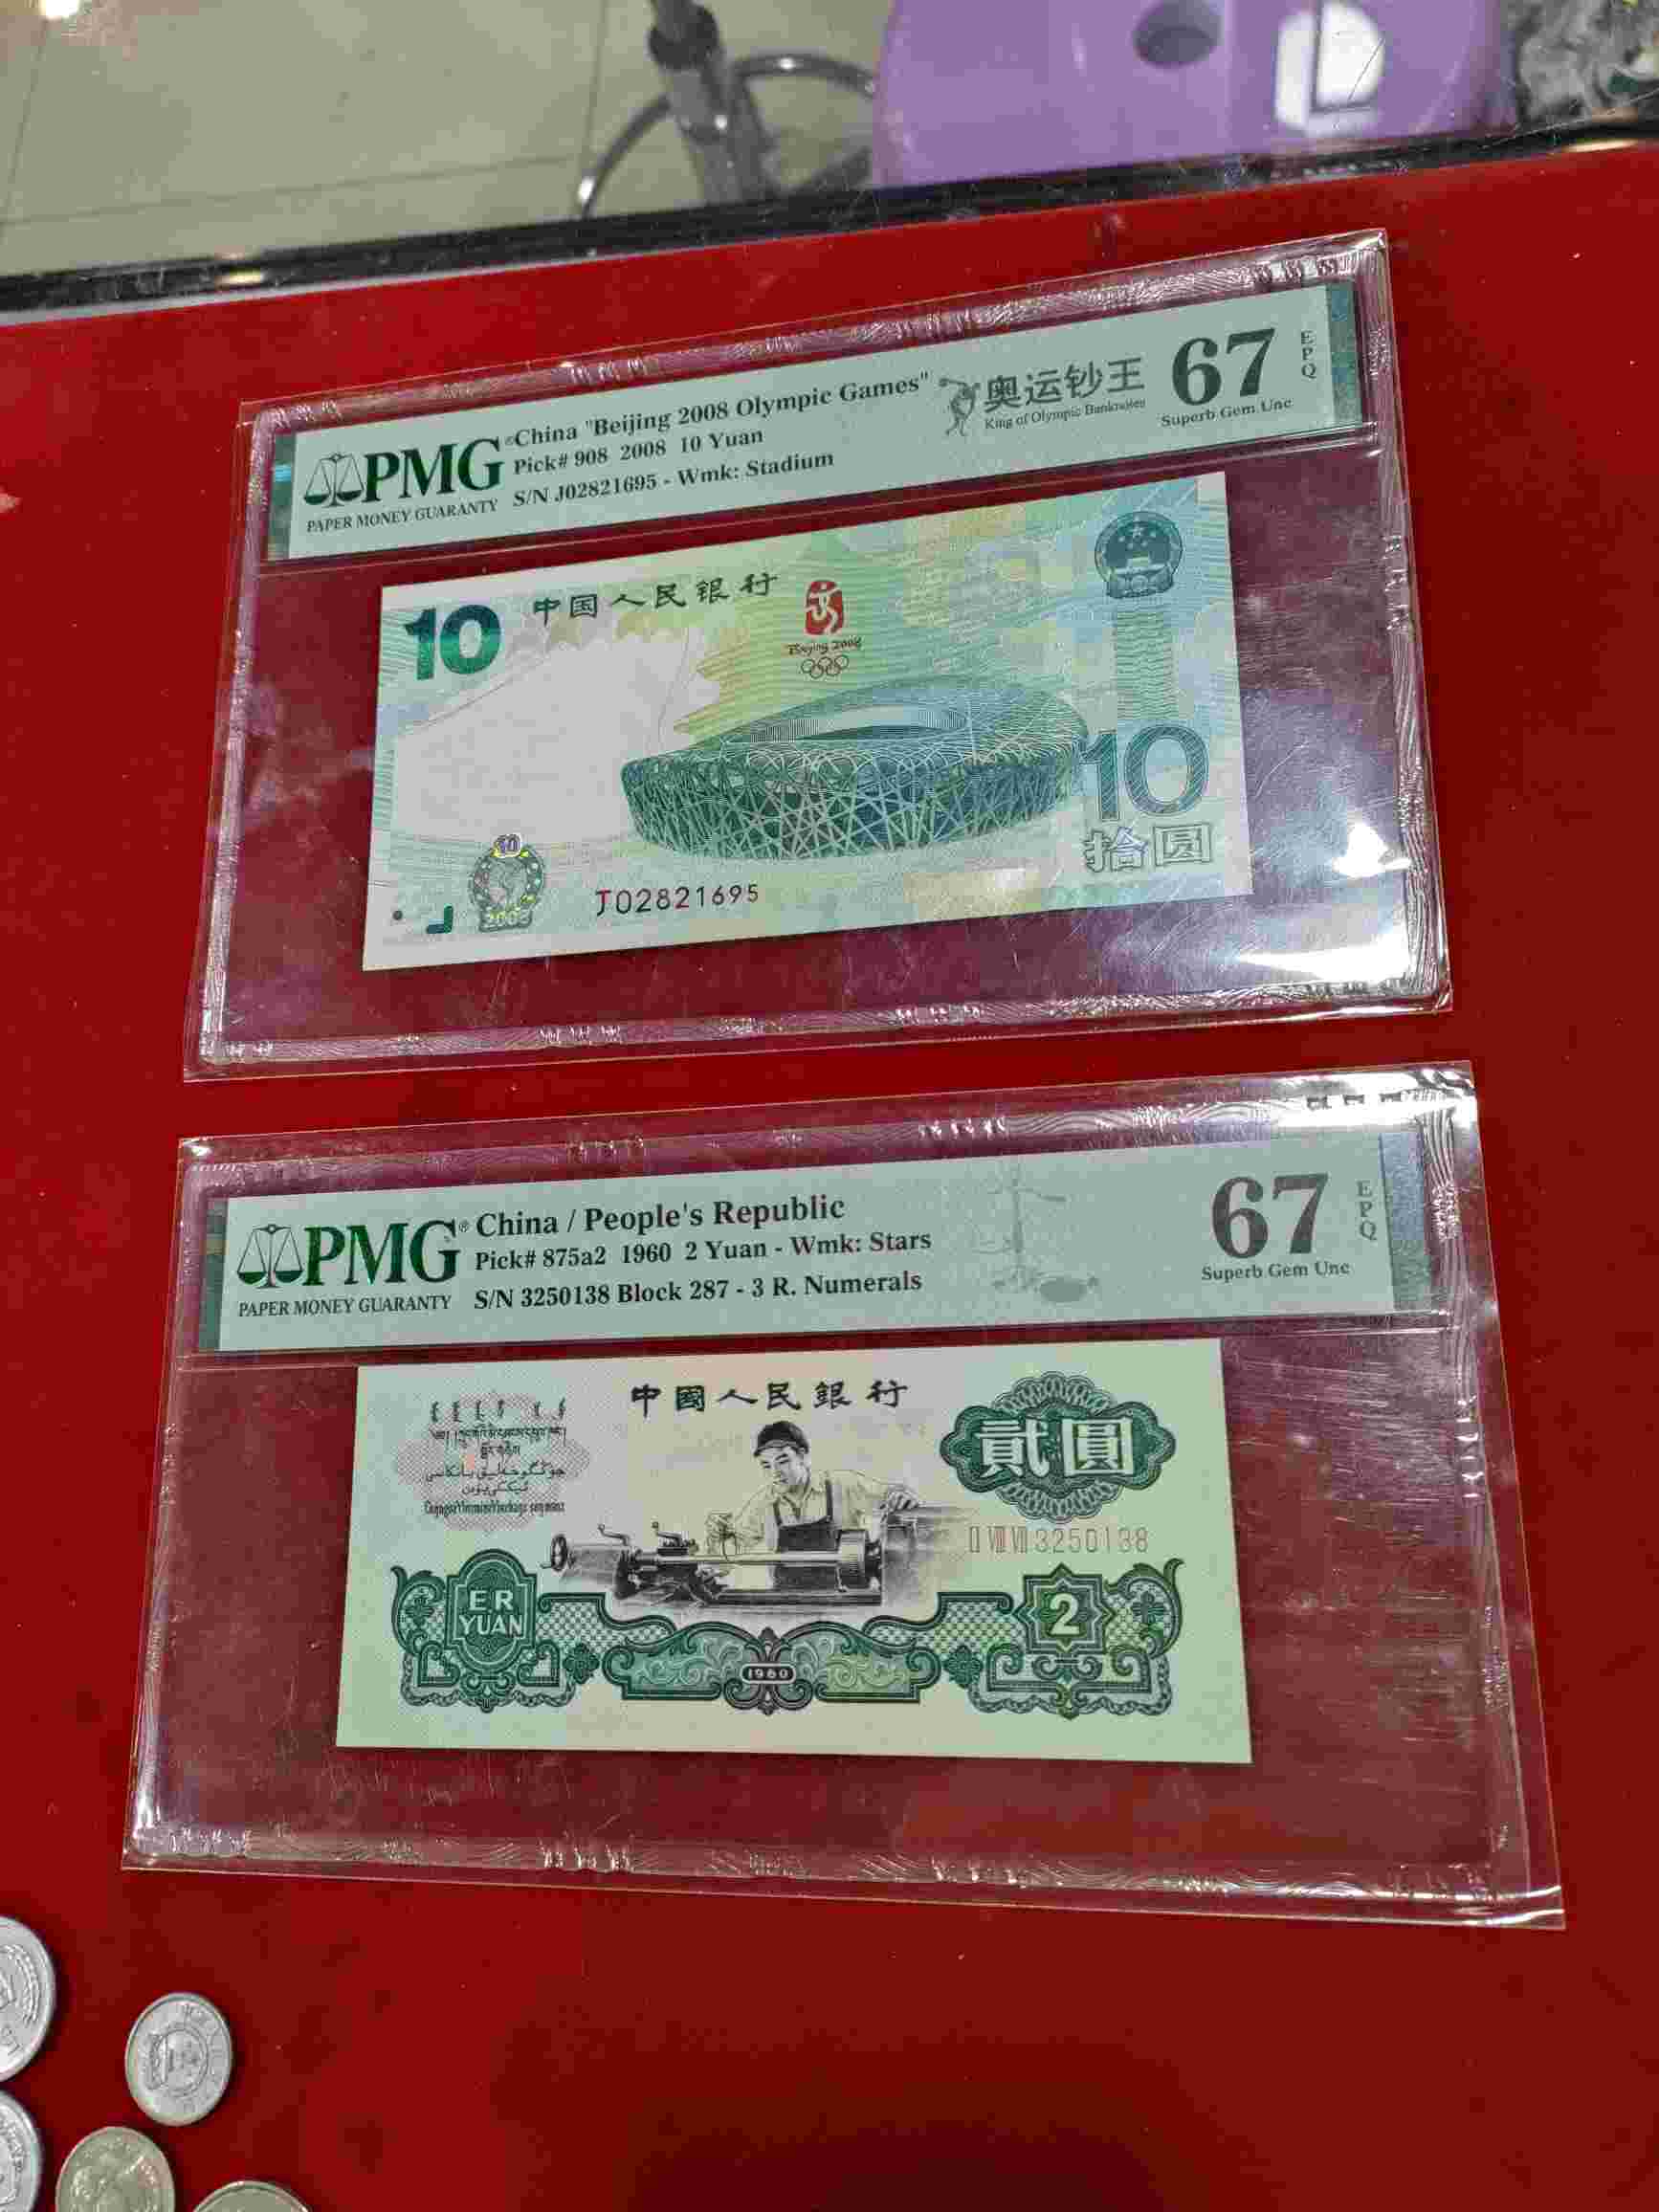 PMG
®
PAPER MONEY GUARANTY
China "Beijing 2008 Olympic Games"
Pick# 908 2008 10 Yuan
S/N J02821695 - Wmk: Stadium
奥运钞王
King of Olympic Banknotes
67
EPQ
Superb Gem Unc
10
中国人民银行
Beijing 2008
10
拾圆
10
2008
J
J02821695
PMG
®
PAPER MONEY GUARANTY
China / People's Republic
Pick# 875a2 1960 2 Yuan - Wmk: Stars
S/N 3250138 Block 287 - 3 R. Numerals
67
EPQ
Superb Gem Unc
中國人民銀行
貳圓
II VIII VII 3250138
ER
YUAN
2
1960